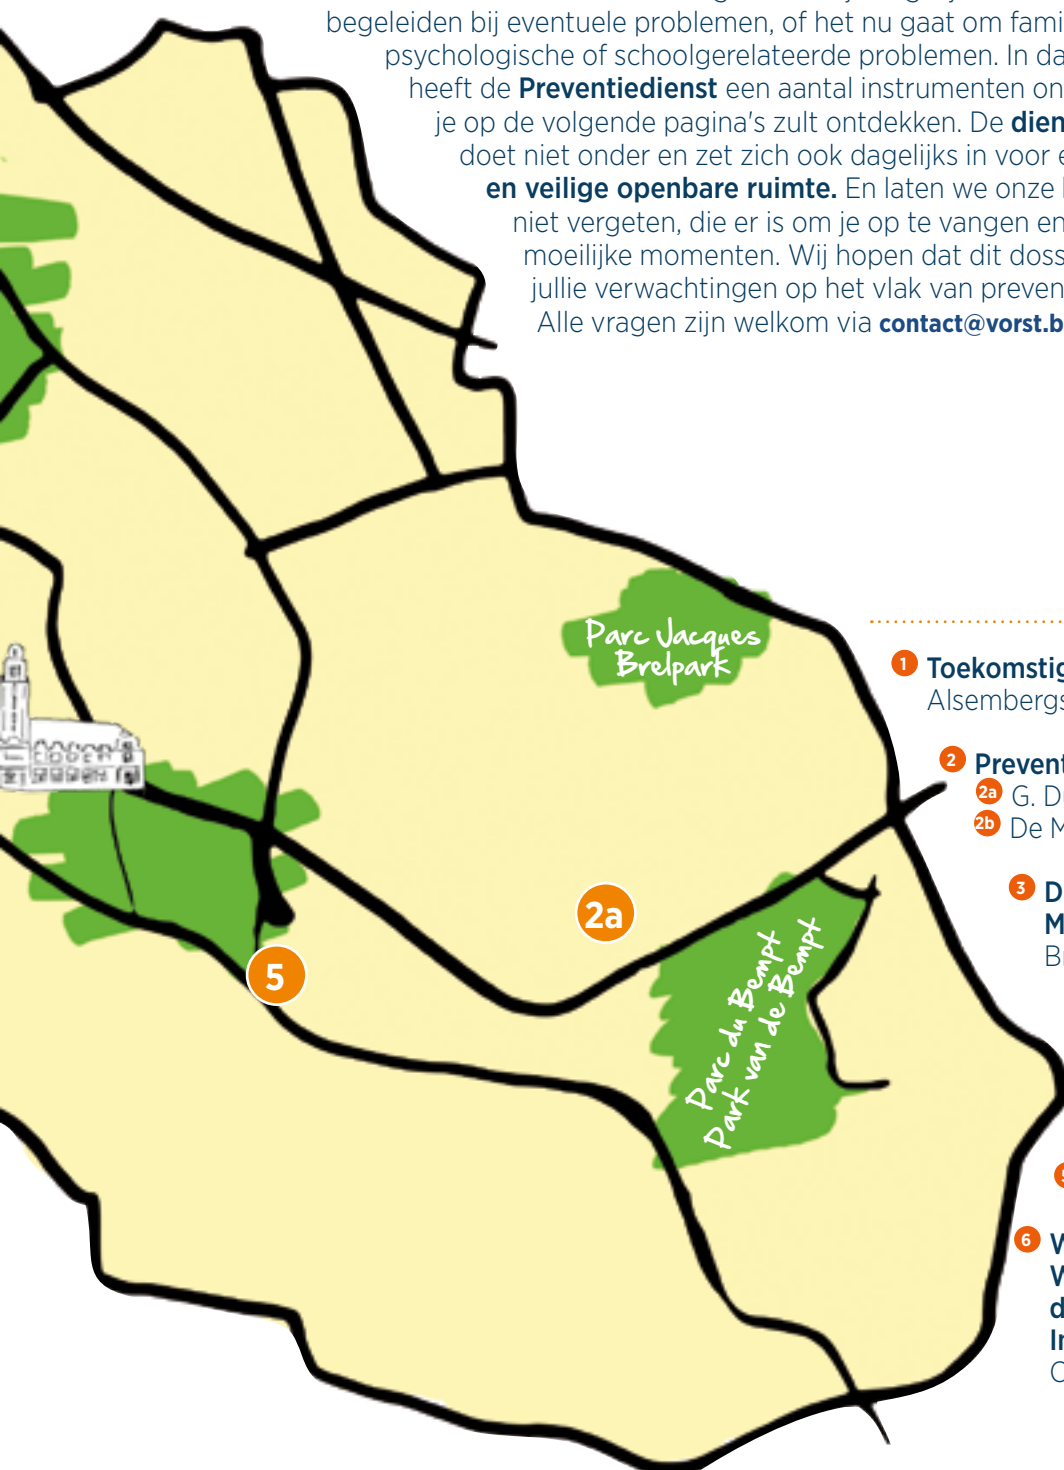 begeleiden bij eventuele problemen, of het nu gaat om fami
psychologische of schoolgerelateerde problemen. In da
heeft de Preventiedienst een aantal instrumenten on
je op de volgende pagina's zult ontdekken. De dien
doet niet onder en zet zich ook dagelijks in voor e
en veilige openbare ruimte. En laten we onze
niet vergeten, die er is om je op te vangen en
moeilijke momenten. Wij hopen dat dit doss
jullie verwachtingen op het vlak van preven
Alle vragen zijn welkom via contact@vorst.b
Parc Jacques
Brelpark
1 Toekomstig
Alsembergs
2 Prevent
2a G. D
2b De M
3 D
M
B
2a
5
Parc du Bempt
Park van de Bempt
6 W
W
d
In